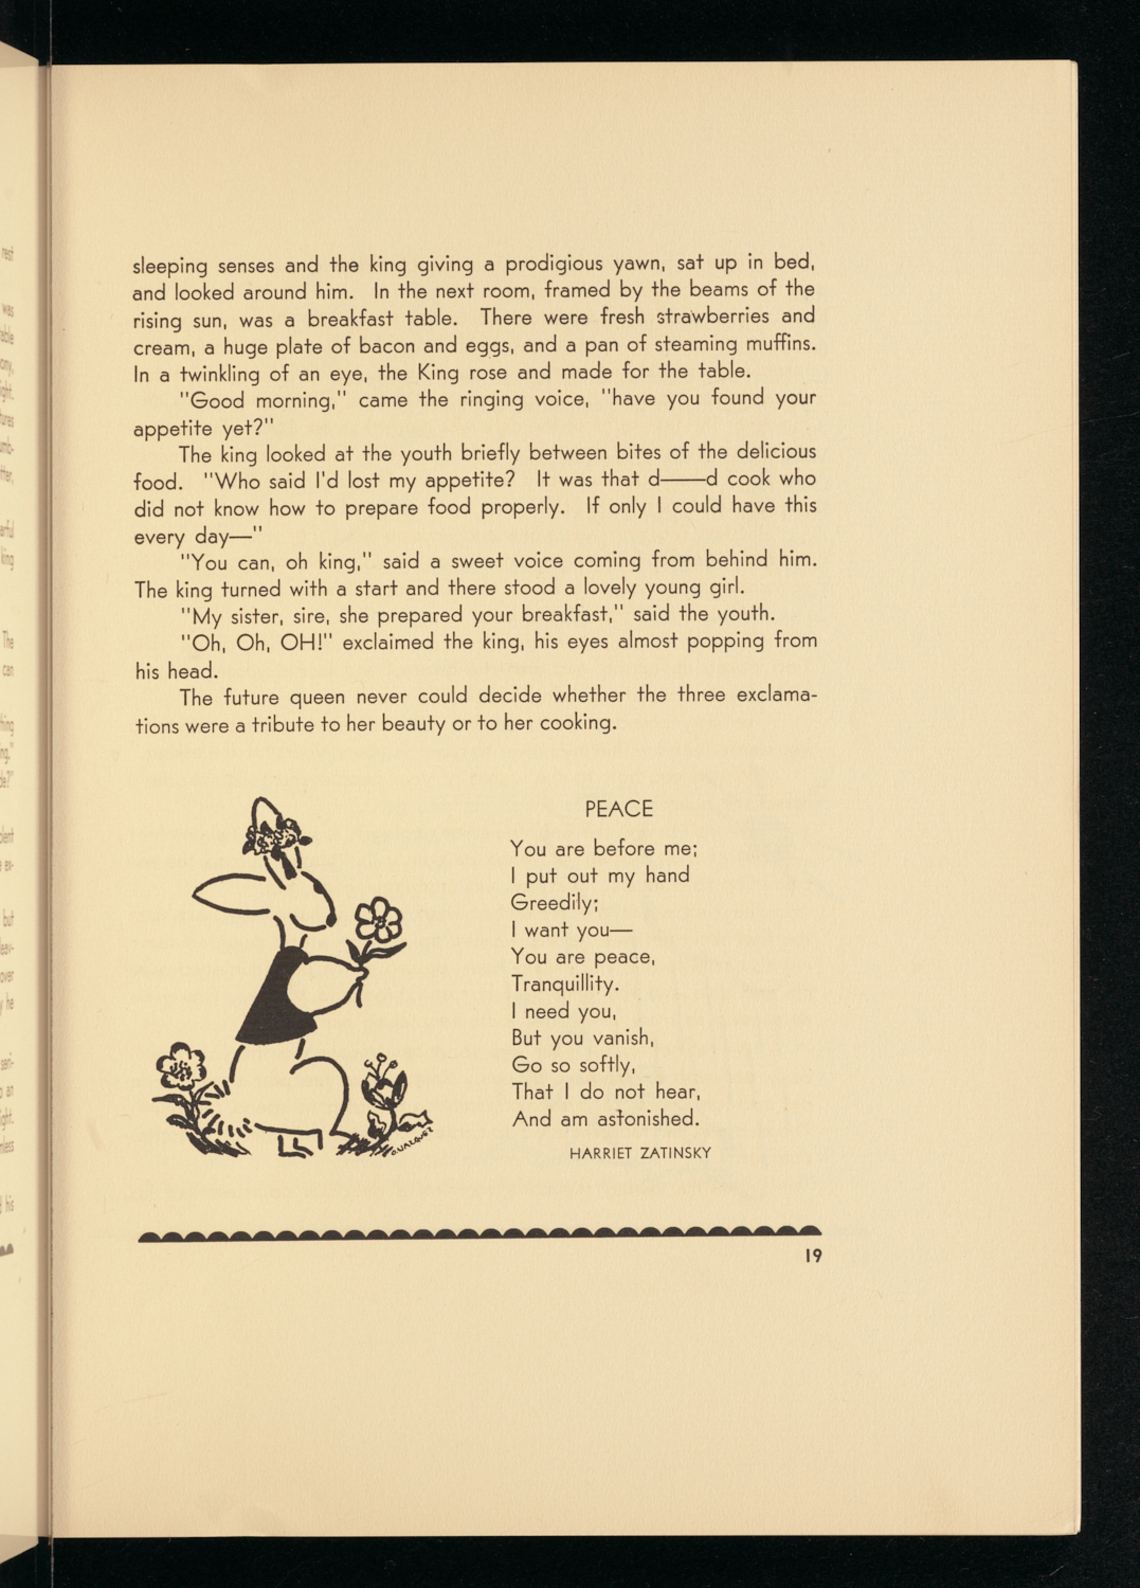 sleeping senses and the king giving a prodigious yawn, sat up in bed,
and looked around him. In the next room, framed by the beams of the
rising sun, was a breakfast table. There were fresh strawberries and
cream, a huge plate of bacon and eggs, and a pan of steaming muffins.
In a twinkling of an eye, the King rose and made for the table.
"Good morning," came the ringing voice, "have you found your
appetite yet?"
The king looked at the youth briefly between bites of the delicious
food. "Who said I'd lost my appetite? It was that d——d cook who
did not know how to prepare food properly. If only I could have this
every day—"
"You can, oh king," said a sweet voice coming from behind him.
The king turned with a start and there stood a lovely young girl.
"My sister, sire, she prepared your breakfast," said the youth.
"Oh, Oh, OH!" exclaimed the king, his eyes almost popping from
his head.
The future queen never could decide whether the three exclama-
tions were a tribute to her beauty or to her cooking.
PEACE
You are before me;
I put out my hand
Greedily;
I want you—
You are peace,
Tranquillity.
I need you,
But you vanish,
Go so softly,
That I do not hear,
And am astonished.
HARRIET ZATINSKY
O.VAZQUEZ
19